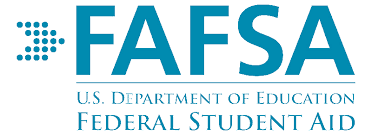 FAFSA
U.S. DEPARTMENT OF EDUCATION
FEDERAL STUDENT AID